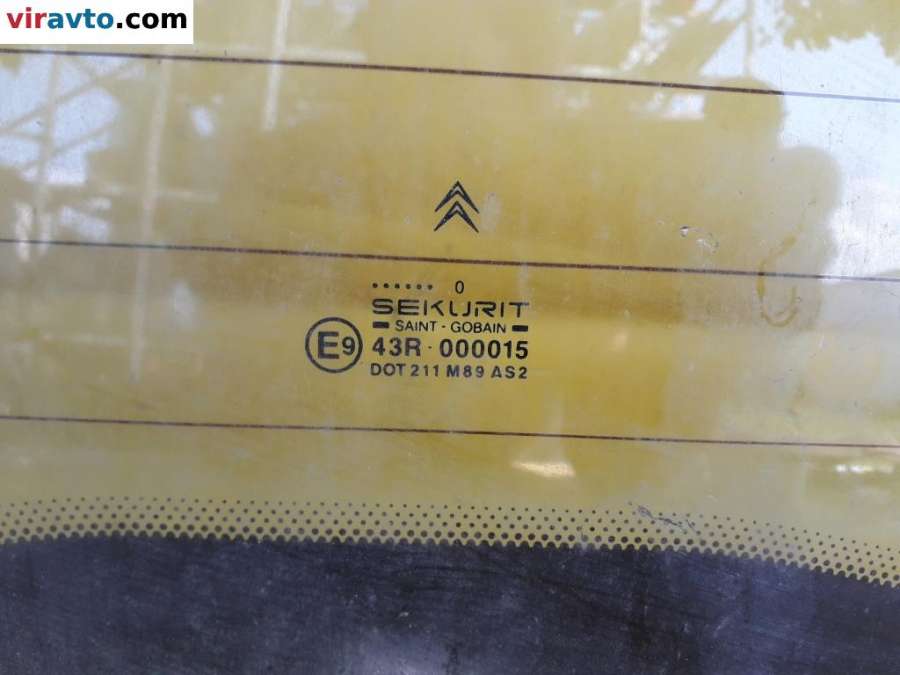 viravto.com
...... 0
SEKURIT
SAINT - GOBAIN
E9 43R - 000015
DOT 211 M89 AS2